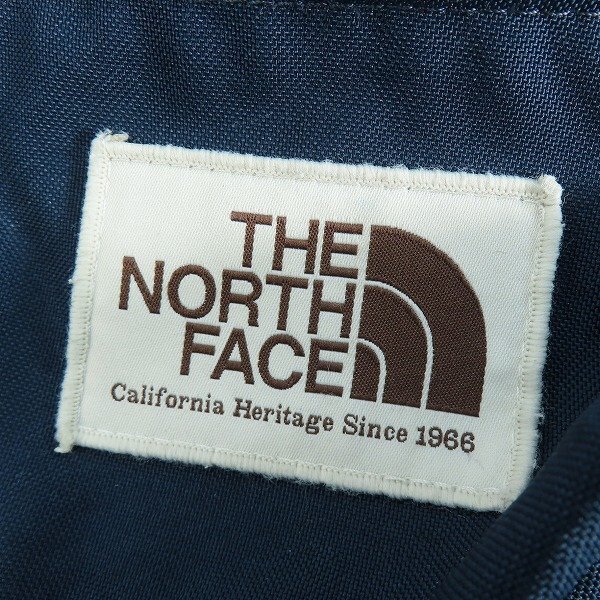 THE
NORTH
FACE
California Heritage Since 1966